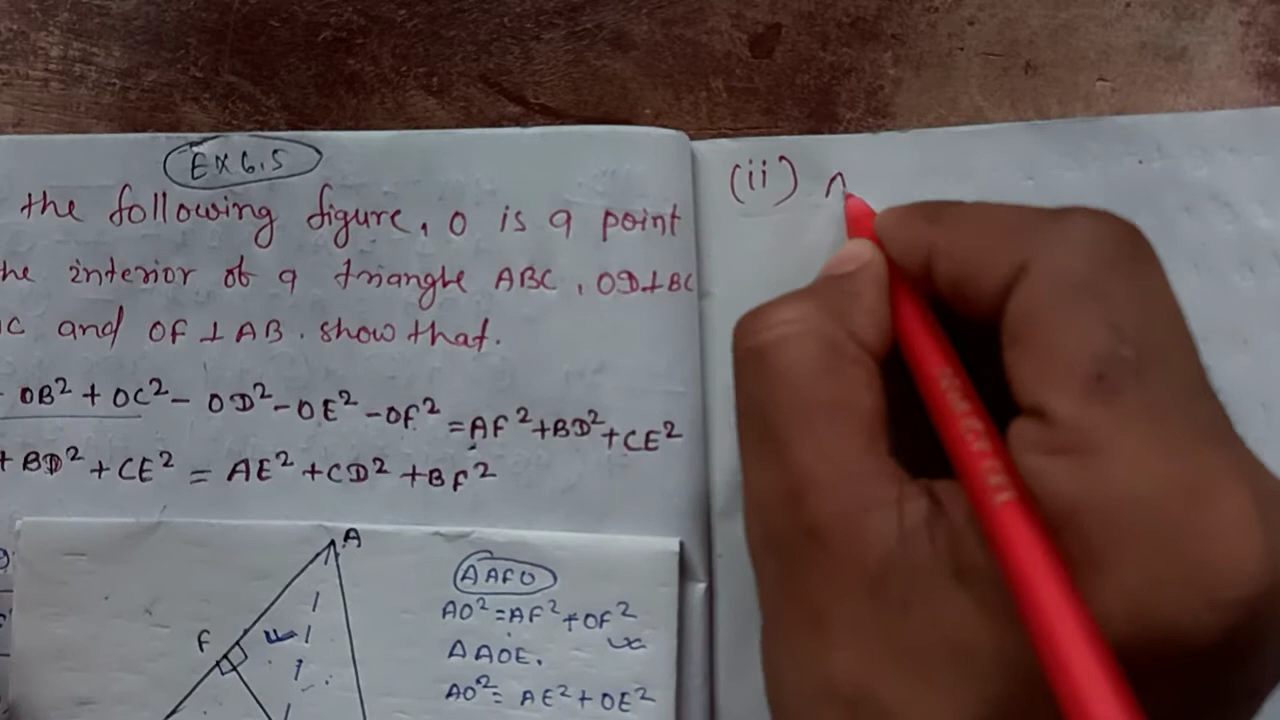 EX 6.5
the following figure, O is a point
he interior of a triangle ABC, OD⊥BC
C and OF ⊥ AB. show that.
- OB² + OC² - OD² - OE² - OF² = AF² + BD² + CE²
+ BD² + CE² = AE² + CD² + BF²
A
F
E
△AFO
AO² = AF² + OF²
△AOE.
AO² = AE² + OE²
(ii)